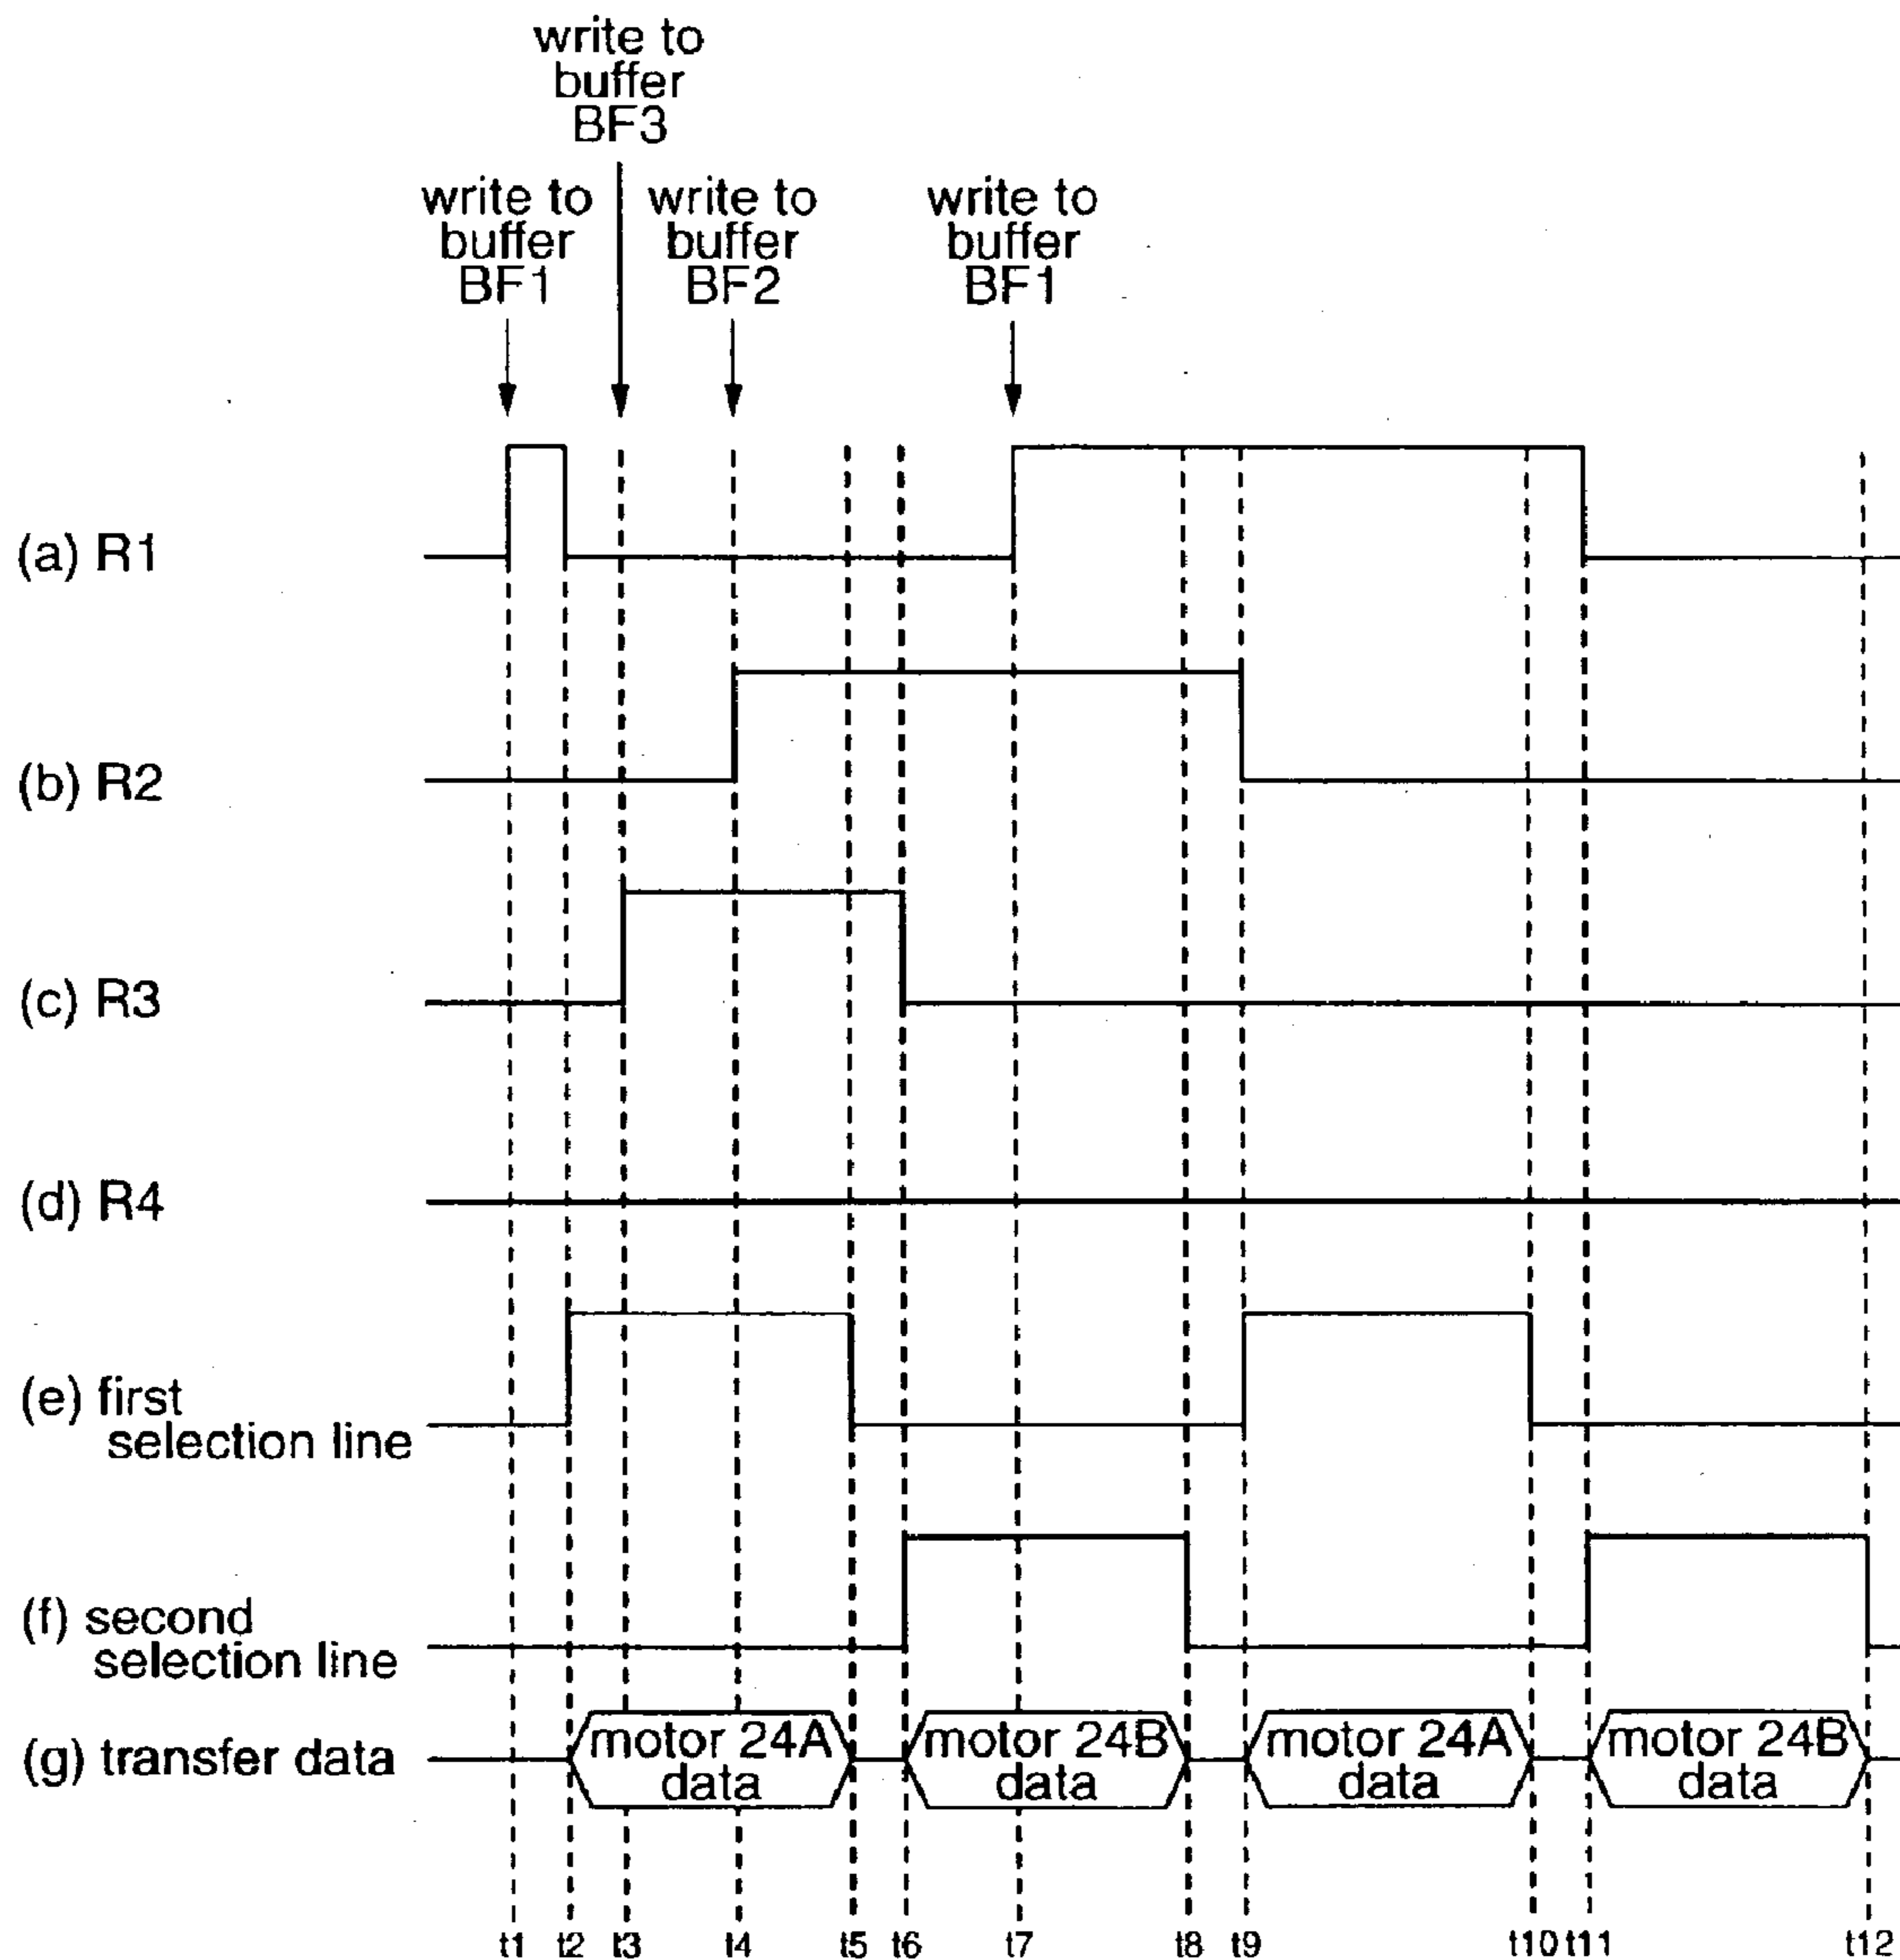 write to
buffer
BF3
write to
buffer
BF1
write to
buffer
BF2
write to
buffer
BF1
(a) R1
(b) R2
(c) R3
(d) R4
(e) first
selection line
(f) second
selection line
(g) transfer data
motor 24A
data
motor 24B
data
motor 24A
data
motor 24B
data
t1 t2 t3 t4 t5 t6 t7 t8 t9 t10 t11 t12